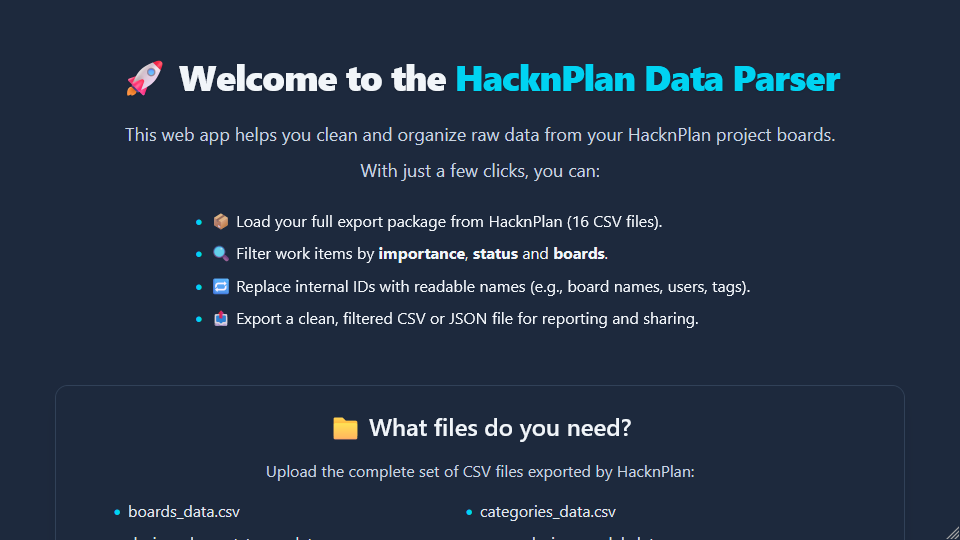 Welcome to the HacknPlan Data Parser
This web app helps you clean and organize raw data from your HacknPlan project boards.
With just a few clicks, you can:
Load your full export package from HacknPlan (16 CSV files).
Filter work items by importance, status and boards.
Replace internal IDs with readable names (e.g., board names, users, tags).
Export a clean, filtered CSV or JSON file for reporting and sharing.
What files do you need?
Upload the complete set of CSV files exported by HacknPlan:
boards_data.csv
categories_data.csv